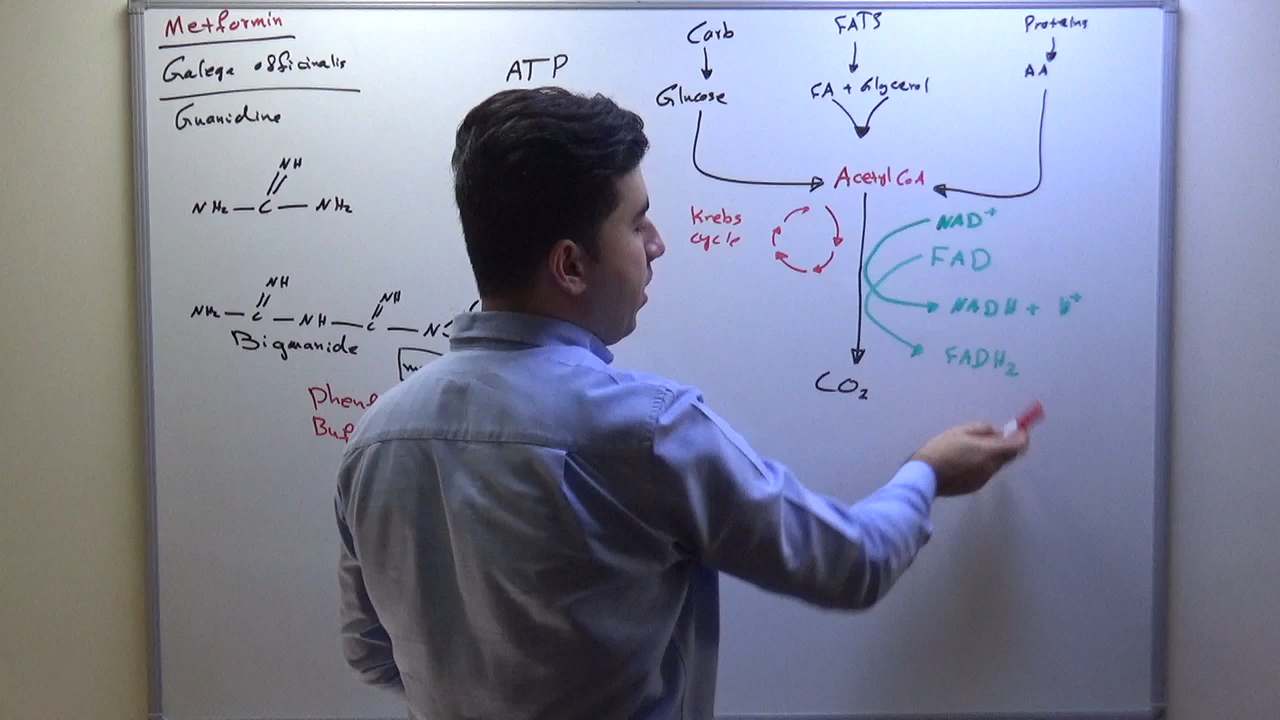 Metformin
Galega officinalis
Guanidine
NH
NH₂ — C — NH₂
NH
NH
NH₂ — C — NH — C — N
Biguanide
ATP
Carb
Glucose
FATS
FA + Glycerol
Proteins
AA
Acetyl CoA
Krebs
cycle
NAD⁺
FAD
NADH + H⁺
FADH₂
CO₂